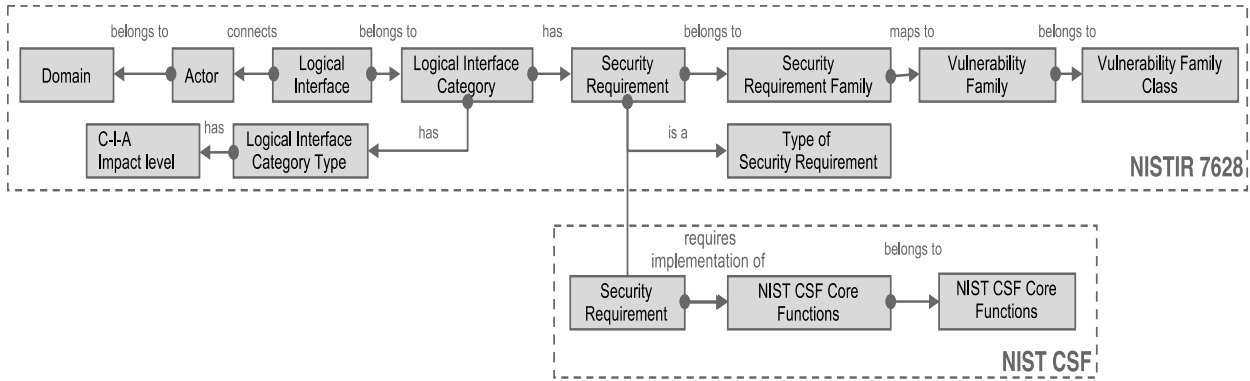 belongs to
connects
belongs to
has
belongs to
maps to
belongs to
Domain
Actor
Logical
Interface
Logical Interface
Category
Security
Requirement
Security
Requirement Family
Vulnerability
Family
Vulnerability Family
Class
C-I-A
Impact level
has
Logical Interface
Category Type
has
is a
Type of
Security Requirement
NISTIR 7628
requires
implementation of
belongs to
Security
Requirement
NIST CSF Core
Functions
NIST CSF Core
Functions
NIST CSF